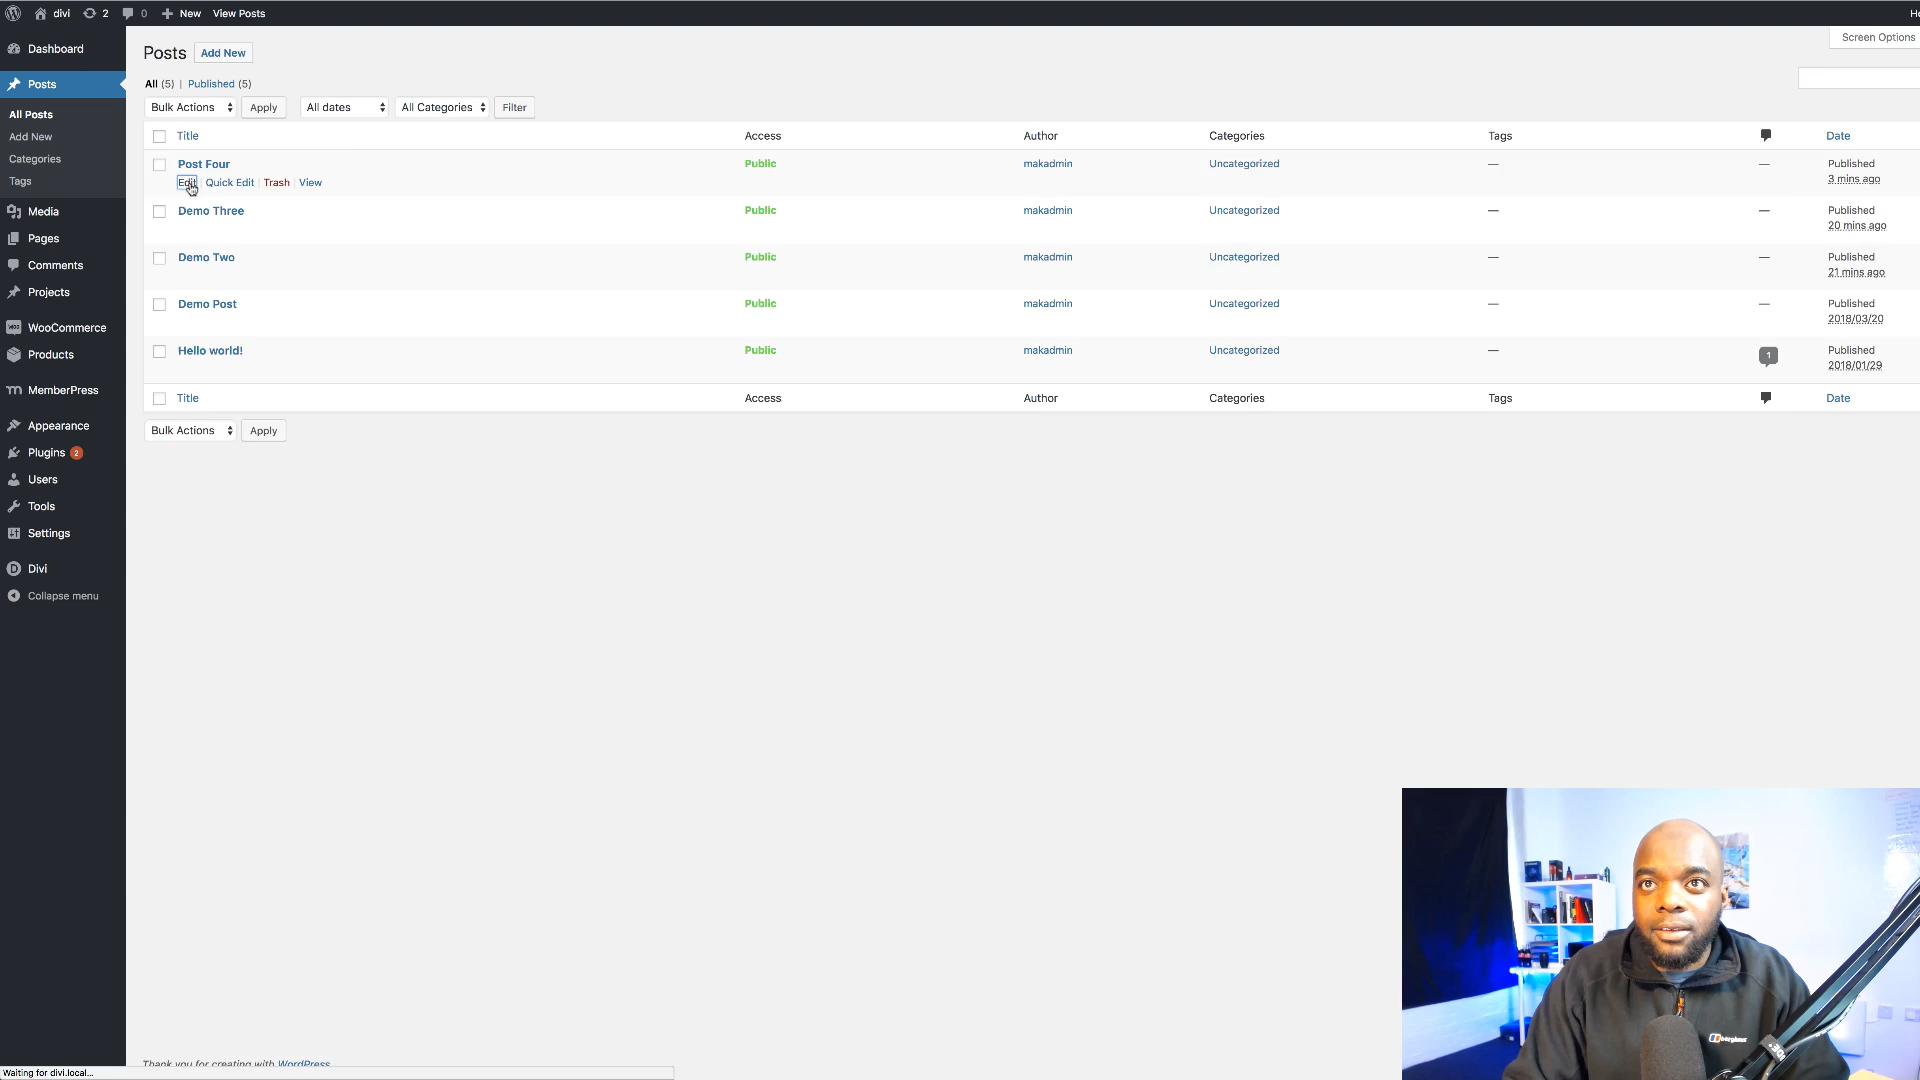 divi 2 0 New View Posts
Screen Options
Dashboard
Posts
All Posts
Add New
Categories
Tags
Media
Pages
Comments
Projects
WooCommerce
Products
MemberPress
Appearance
Plugins 2
Users
Tools
Settings
Divi
Collapse menu
Posts Add New
All (5) | Published (5)
Bulk Actions Apply All dates All Categories Filter
Title Access Author Categories Tags Date
Post Four Public makadmin Uncategorized — — Published
Edit | Quick Edit | Trash | View 3 mins ago
Demo Three Public makadmin Uncategorized — — Published
20 mins ago
Demo Two Public makadmin Uncategorized — — Published
21 mins ago
Demo Post Public makadmin Uncategorized — — Published
2018/03/20
Hello world! Public makadmin Uncategorized — 1 Published
2018/01/29
Title Access Author Categories Tags Date
Bulk Actions Apply
Thank you for creating with WordPress
Waiting for divi.local...
berghaus